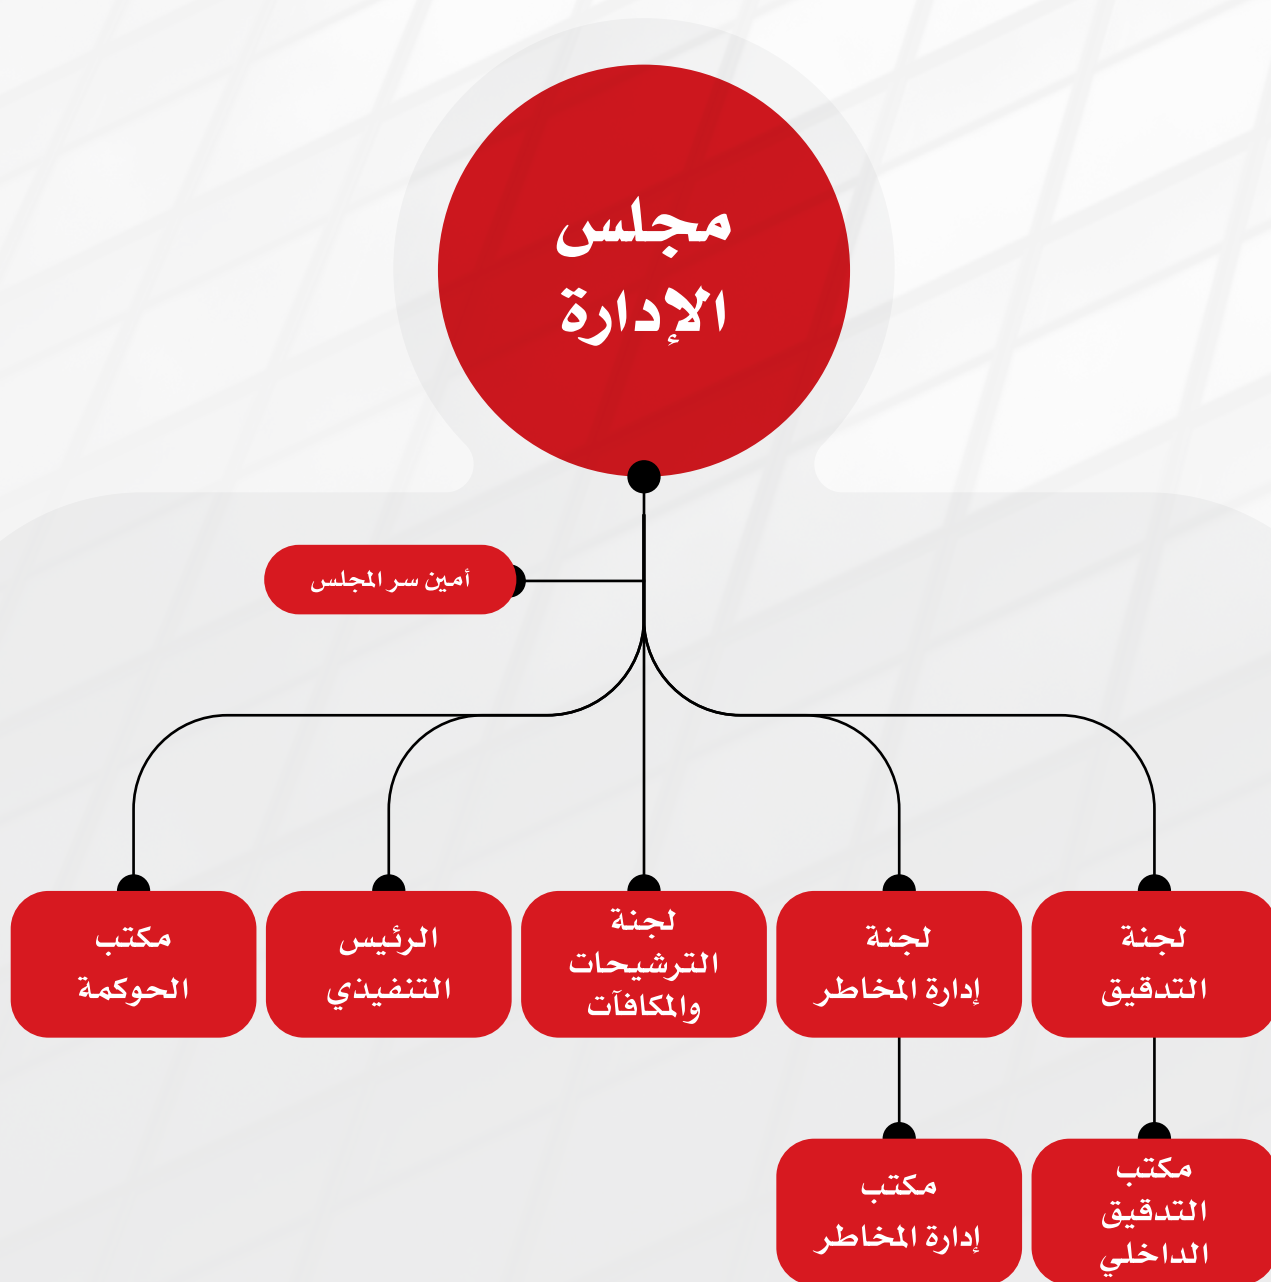 مجلس
الإدارة
أمين سر المجلس
لجنة
التدقيق
لجنة
إدارة المخاطر
لجنة
الترشيحات
والمكافآت
الرئيس
التنفيذي
مكتب
الحوكمة
مكتب
التدقيق
الداخلي
مكتب
إدارة المخاطر